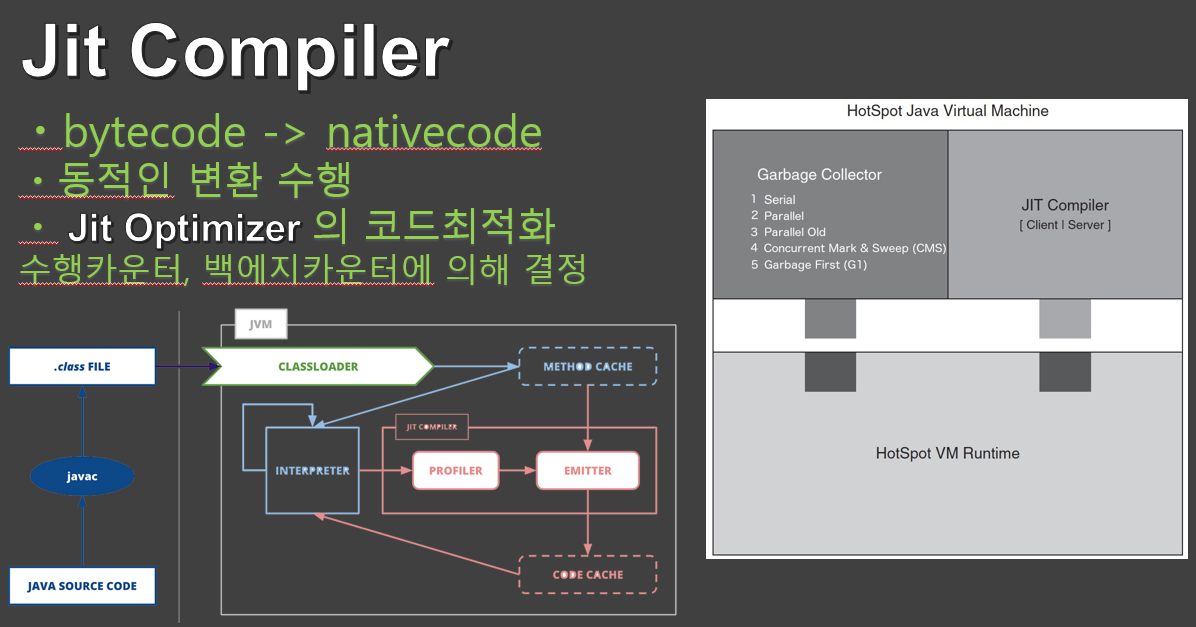 Jit Compiler
・bytecode -> nativecode
・동적인 변환 수행
・ Jit Optimizer 의 코드최적화
수행카운터, 백에지카운터에 의해 결정
JVM
.class FILE
CLASSLOADER
METHOD CACHE
JIT COMPILER
javac
INTERPRETER
PROFILER
EMITTER
JAVA SOURCE CODE
CODE CACHE
HotSpot Java Virtual Machine
Garbage Collector
1 Serial
2 Parallel
3 Parallel Old
4 Concurrent Mark & Sweep (CMS)
5 Garbage First (G1)
JIT Compiler
[ Client | Server ]
HotSpot VM Runtime